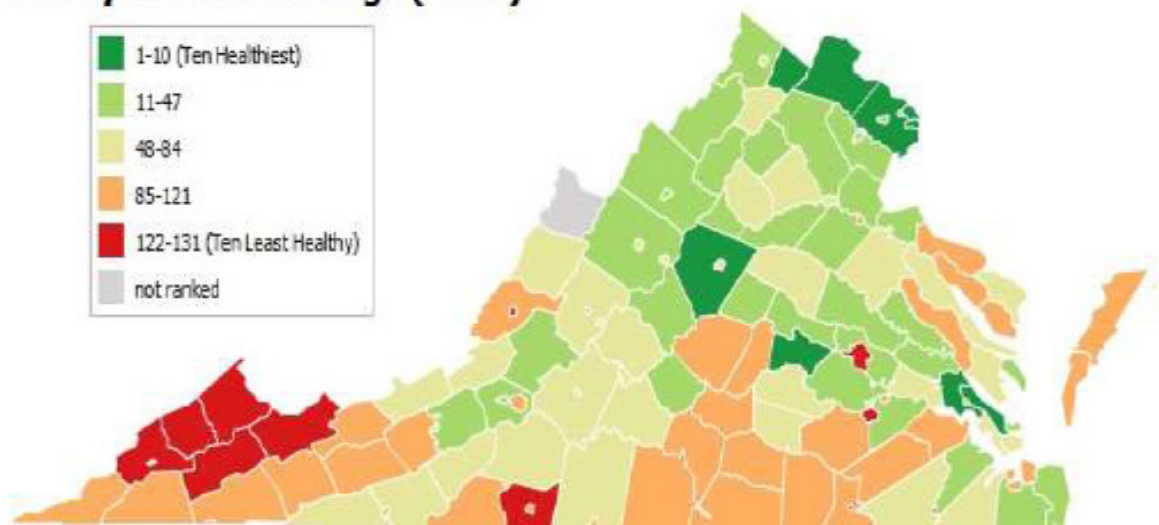 1-10 (Ten Healthiest)
11-47
48-84
85-121
122-131 (Ten Least Healthy)
not ranked